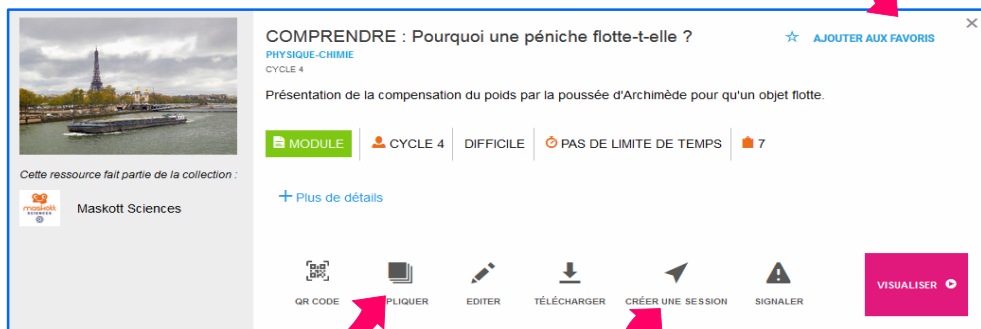 COMPRENDRE : Pourquoi une péniche flotte-t-elle ?
☆ AJOUTER AUX FAVORIS
PHYSIQUE-CHIMIE
CYCLE 4
Présentation de la compensation du poids par la poussée d'Archimède pour qu'un objet flotte.
MODULE
CYCLE 4
DIFFICILE
PAS DE LIMITE DE TEMPS
7
Cette ressource fait partie de la collection :
maskott
SCIENCES
Maskott Sciences
+ Plus de détails
QR CODE
PLIQUER
EDITER
TÉLÉCHARGER
CRÉER UNE SESSION
SIGNALER
VISUALISER